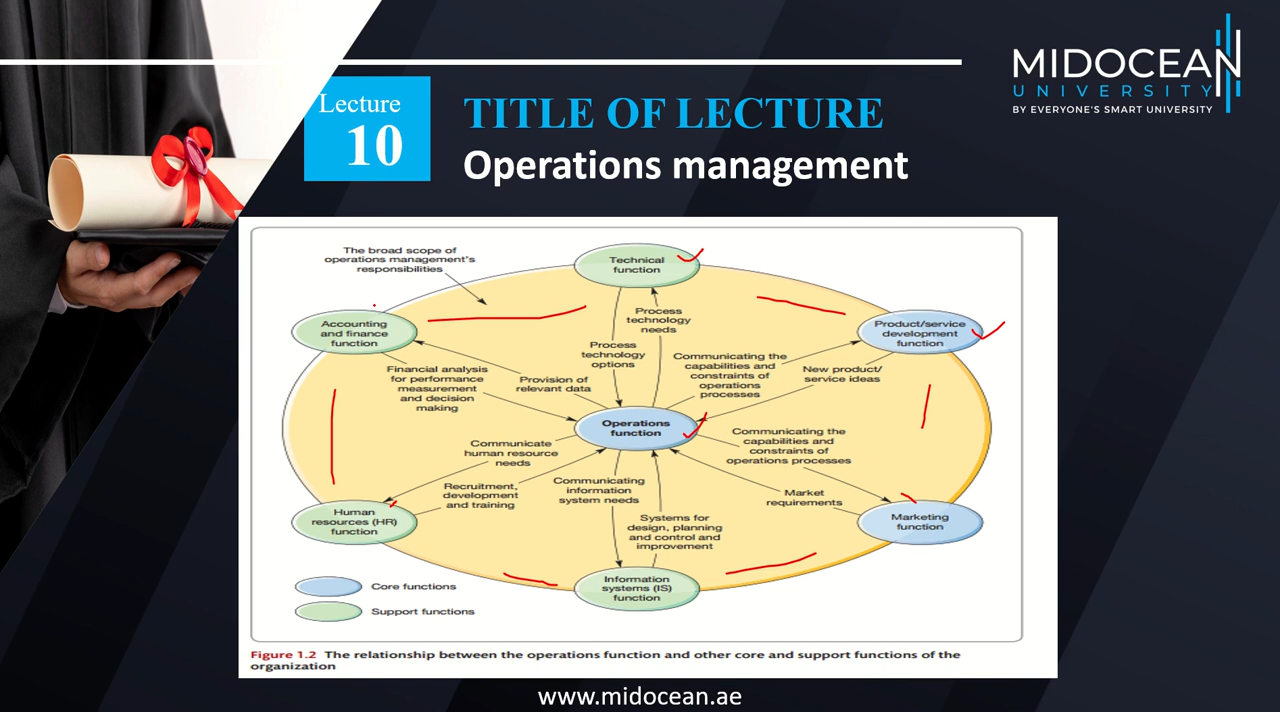 MIDOCEAN
UNIVERSITY
BY EVERYONE'S SMART UNIVERSITY
Lecture
10
TITLE OF LECTURE
Operations management
The broad scope of
operations management's
responsibilities
Technical
function
Accounting
and finance
function
Product/service
development
function
Process
technology
needs
Process
technology
options
Communicating the
capabilities and
constraints of
operations
processes
New product/
service ideas
Financial analysis
for performance
measurement
and decision
making
Provision of
relevant data
Operations
function
Communicate
human resource
needs
Recruitment,
development
and training
Communicating
information
system needs
Communicating the
capabilities and
constraints of
operations processes
Market
requirements
Systems for
design, planning
and control and
improvement
Human
resources (HR)
function
Marketing
function
Information
systems (IS)
function
Core functions
Support functions
Figure 1.2 The relationship between the operations function and other core and support functions of the
organization
www.midocean.ae